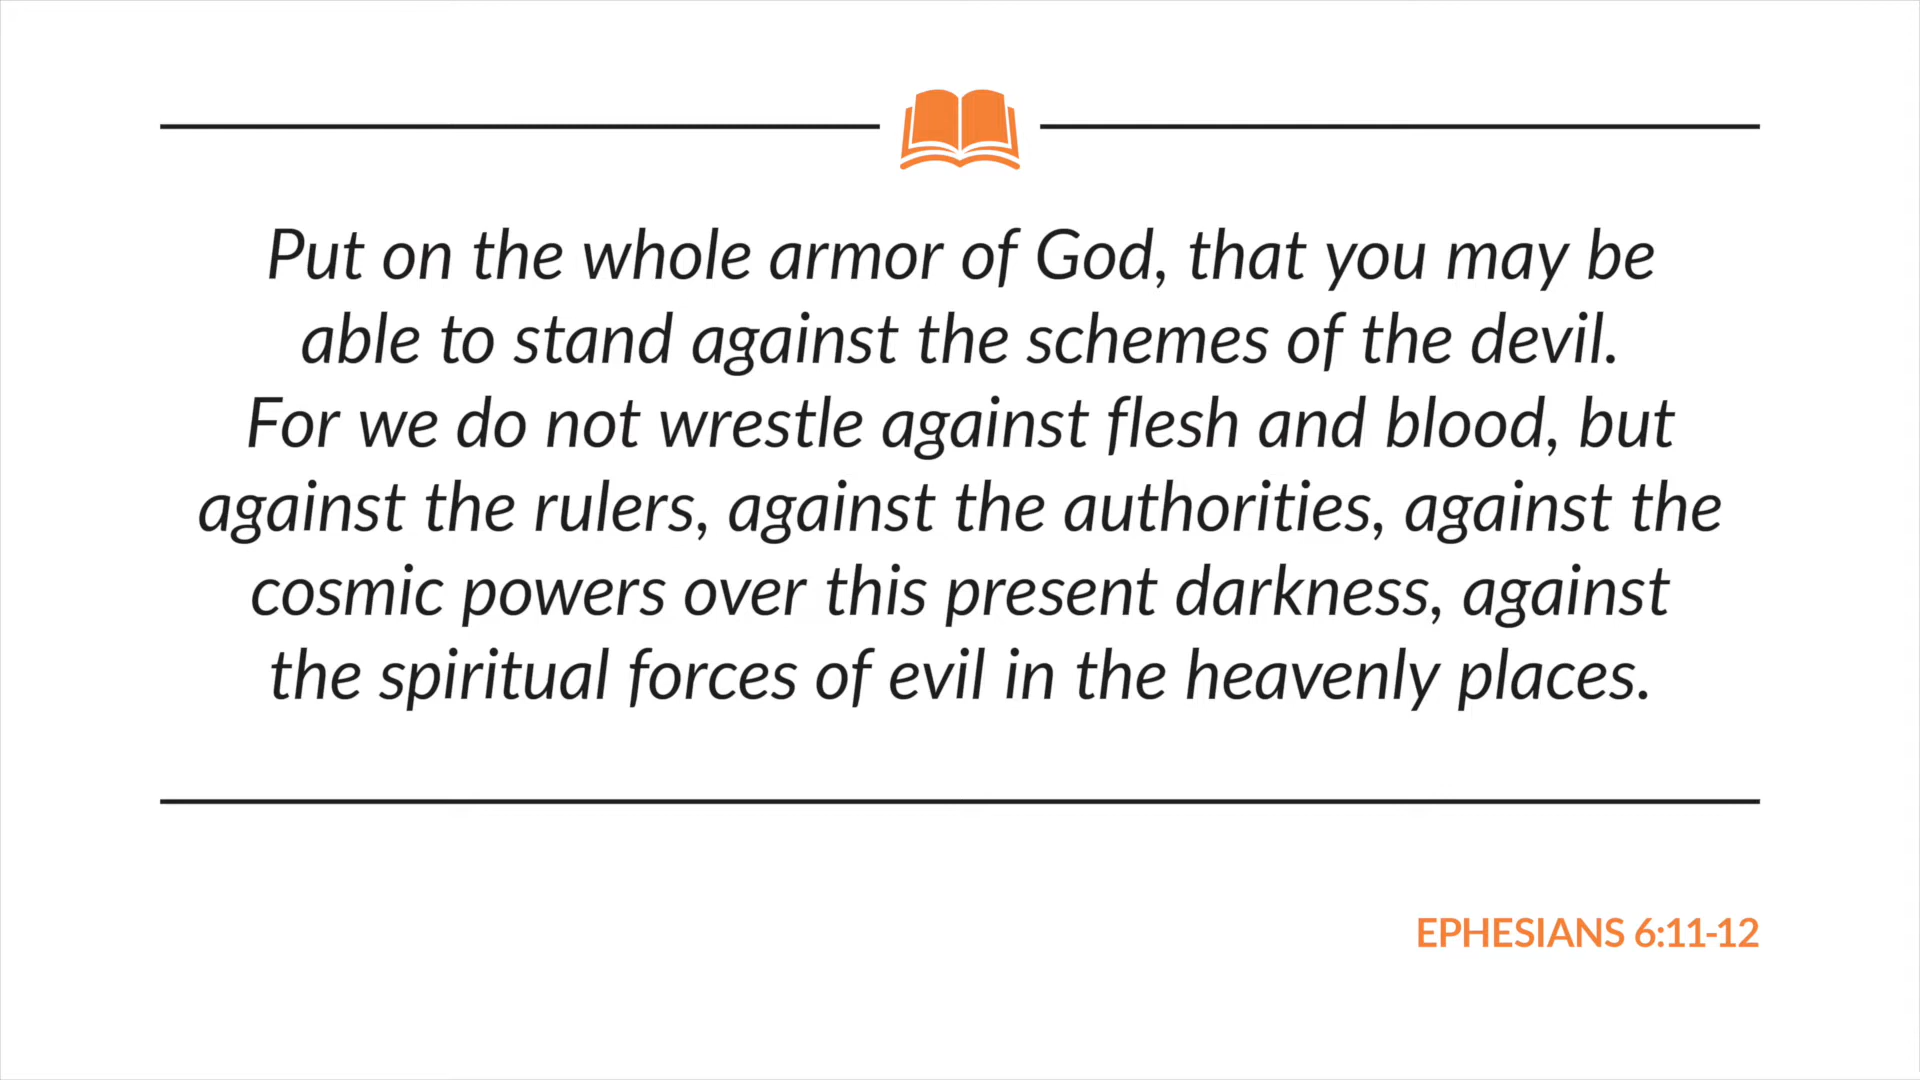 Put on the whole armor of God, that you may be
able to stand against the schemes of the devil.
For we do not wrestle against flesh and blood, but
against the rulers, against the authorities, against the
cosmic powers over this present darkness, against
the spiritual forces of evil in the heavenly places.
EPHESIANS 6:11-12